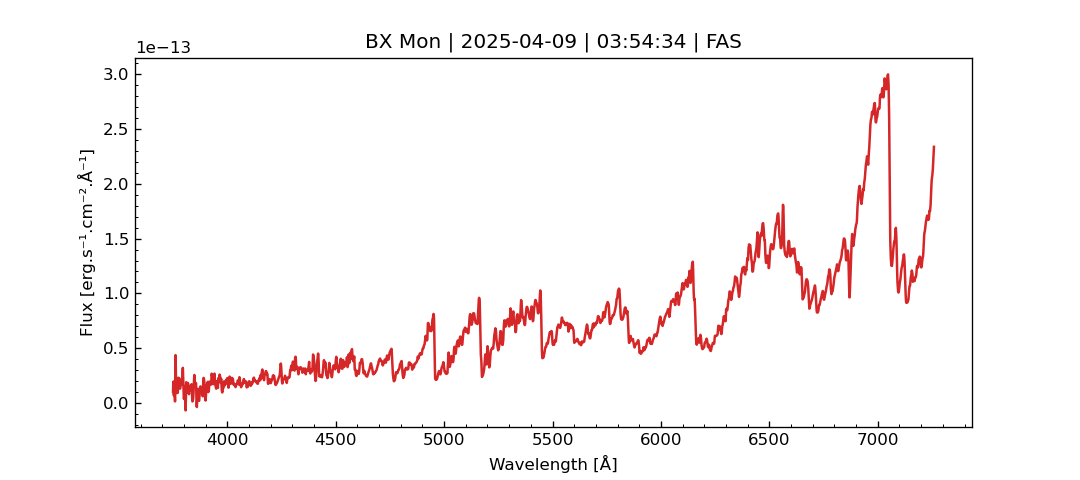 BX Mon | 2025-04-09 | 03:54:34 | FAS
1e−13
3.0
2.5
2.0
1.5
1.0
0.5
0.0
Flux [erg.s⁻¹.cm⁻².Å⁻¹]
4000 4500 5000 5500 6000 6500 7000
Wavelength [Å]